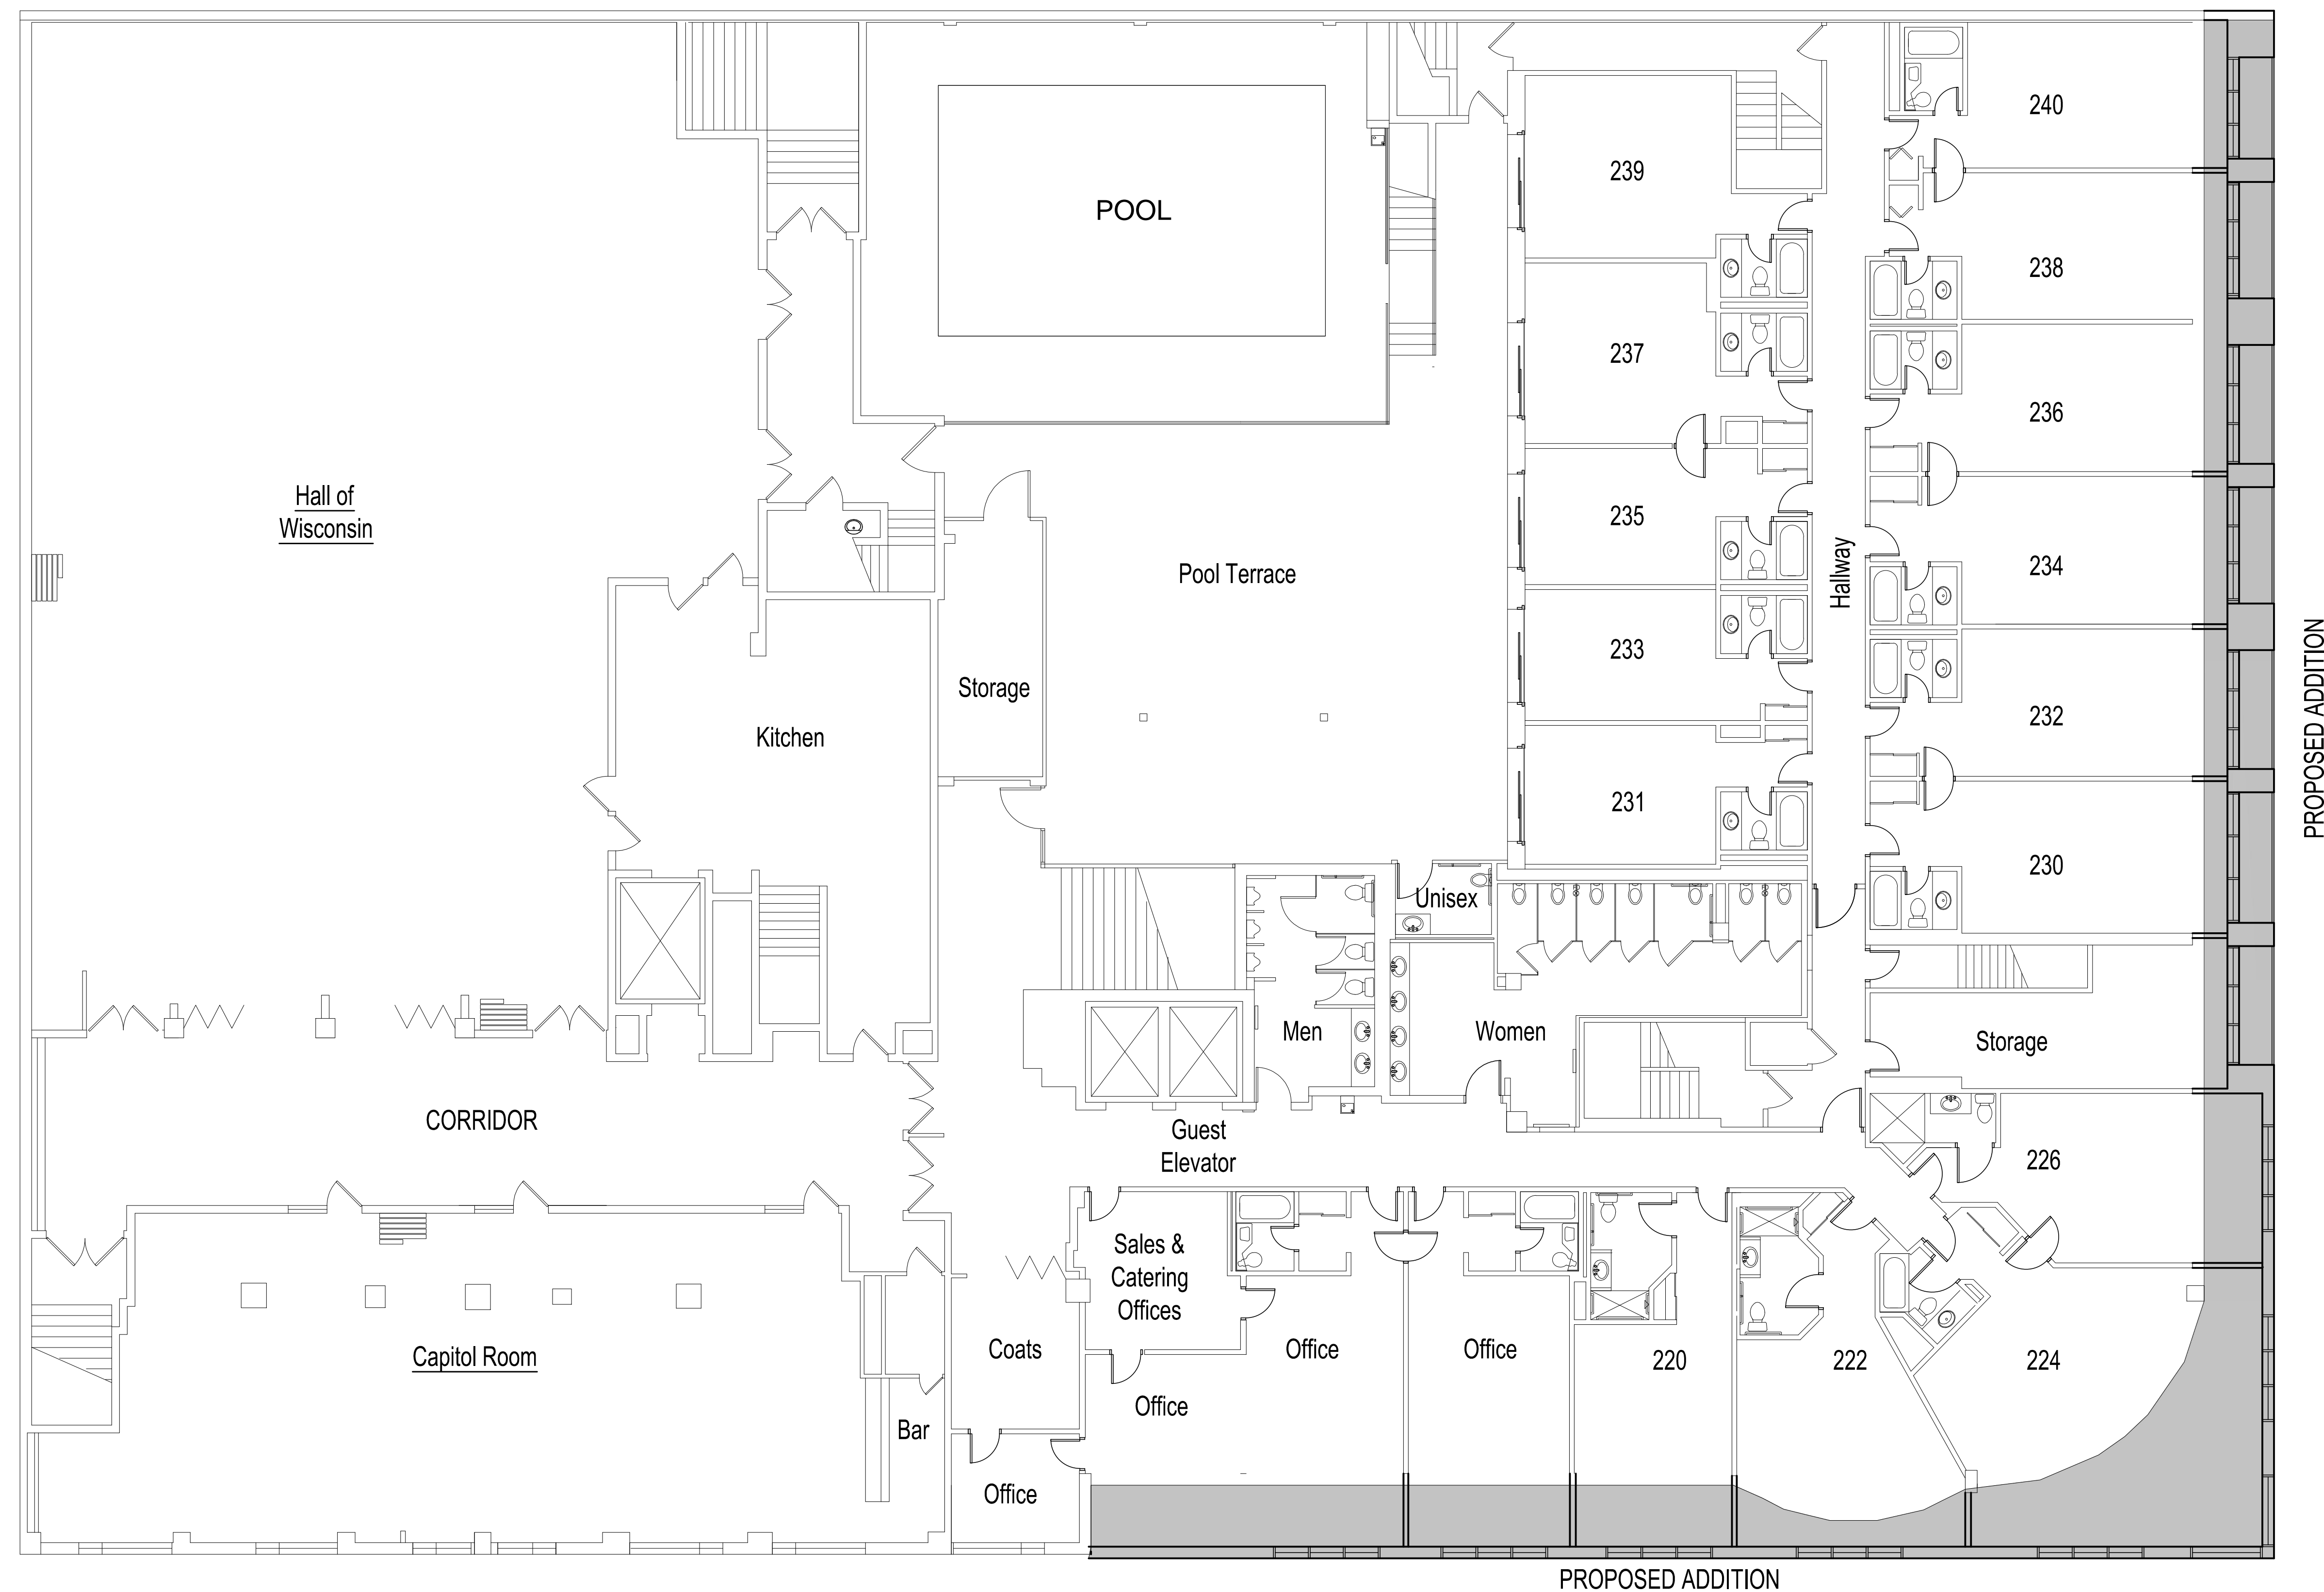 240
POOL
239
238
237
236
Hall of
Wisconsin
235
Pool Terrace
Hallway
234
233
Storage
232
Kitchen
231
230
PROPOSED ADDITION
Unisex
Men
Women
Storage
CORRIDOR
Guest
Elevator
226
Sales &
Catering
Offices
Capitol Room
Coats
Office
Office
220
222
224
Office
Bar
Office
PROPOSED ADDITION